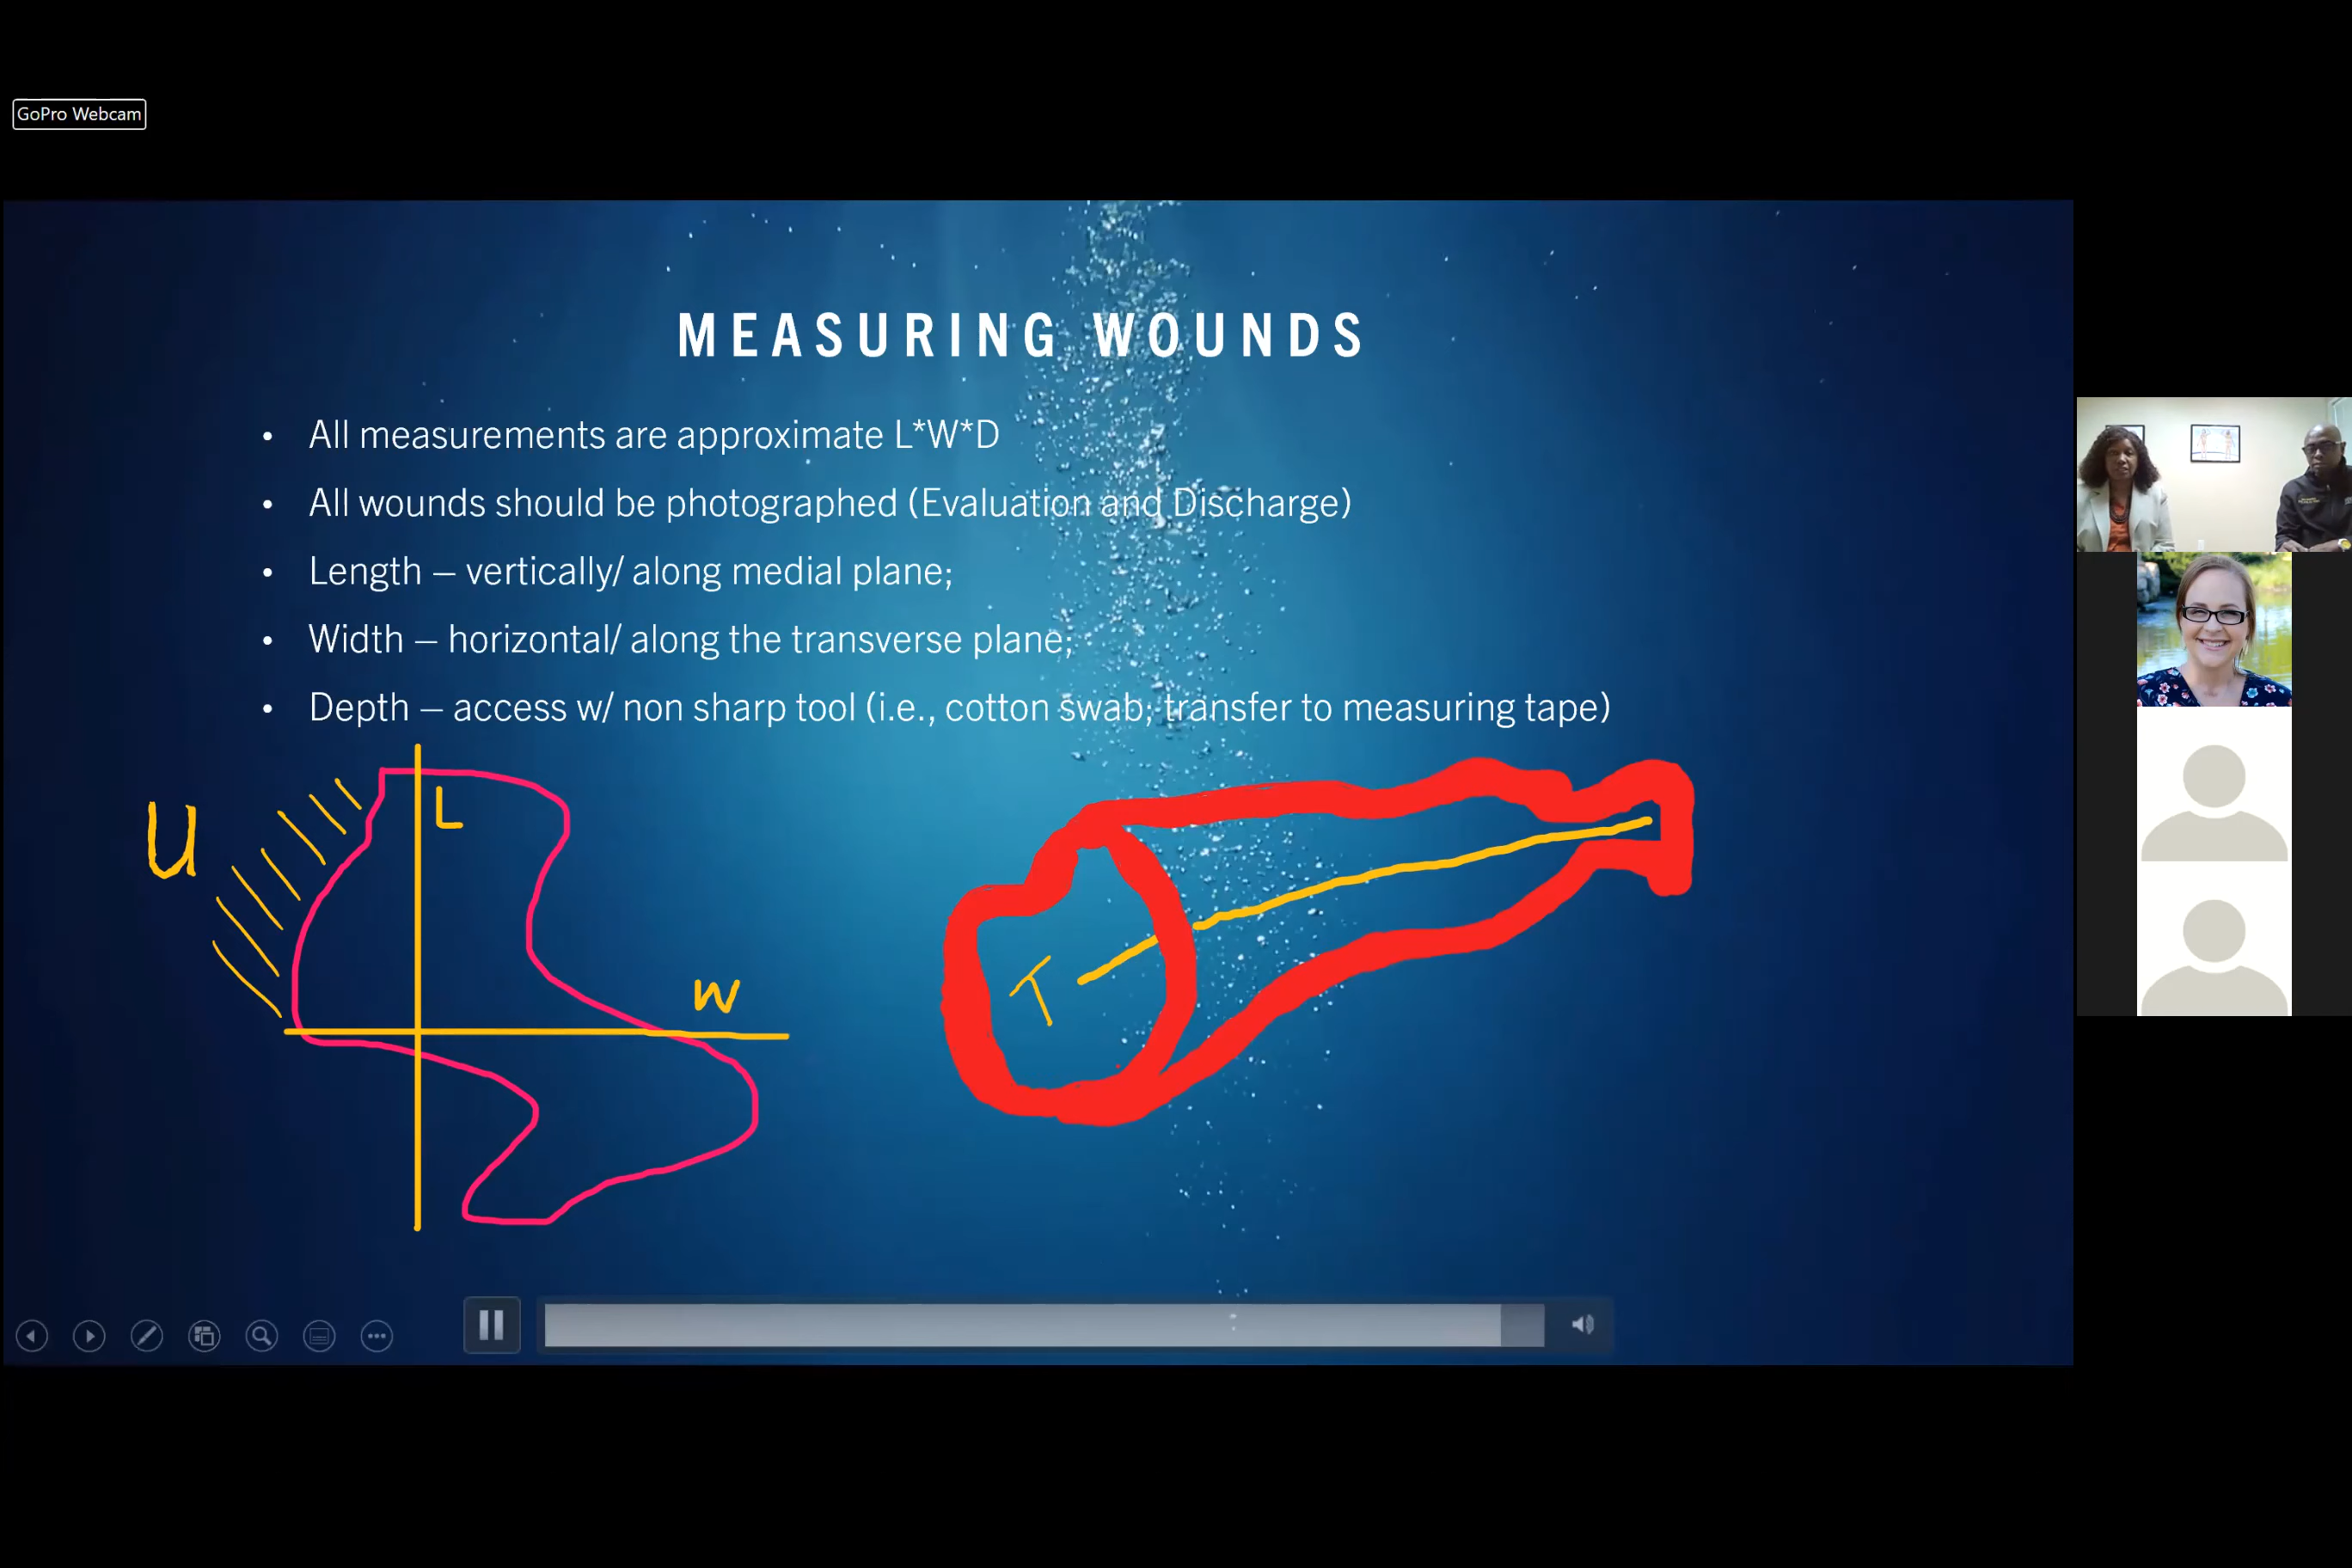 GoPro Webcam
MEASURING WOUNDS
• All measurements are approximate L*W*D
• All wounds should be photographed (Evaluation and Discharge)
• Length – vertically/ along medial plane;
• Width – horizontal/ along the transverse plane;
• Depth – access w/ non sharp tool (i.e., cotton swab; transfer to measuring tape)
U
L
W
T